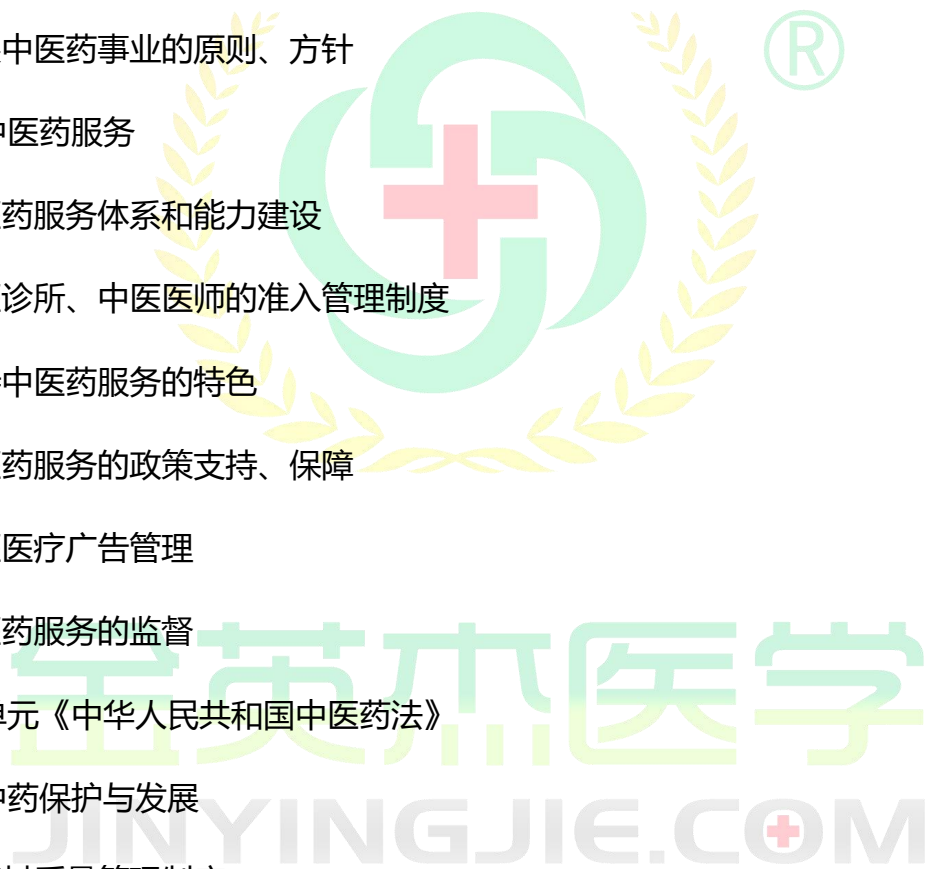 中医药事业的原则、方针
中医药服务
药服务体系和能力建设
诊所、中医医师的准入管理制度
中医药服务的特色
药服务的政策支持、保障
医疗广告管理
药服务的监督
单元《中华人民共和国中医药法》
中药保护与发展
金英杰医学
JINYINGJIE.COM
®